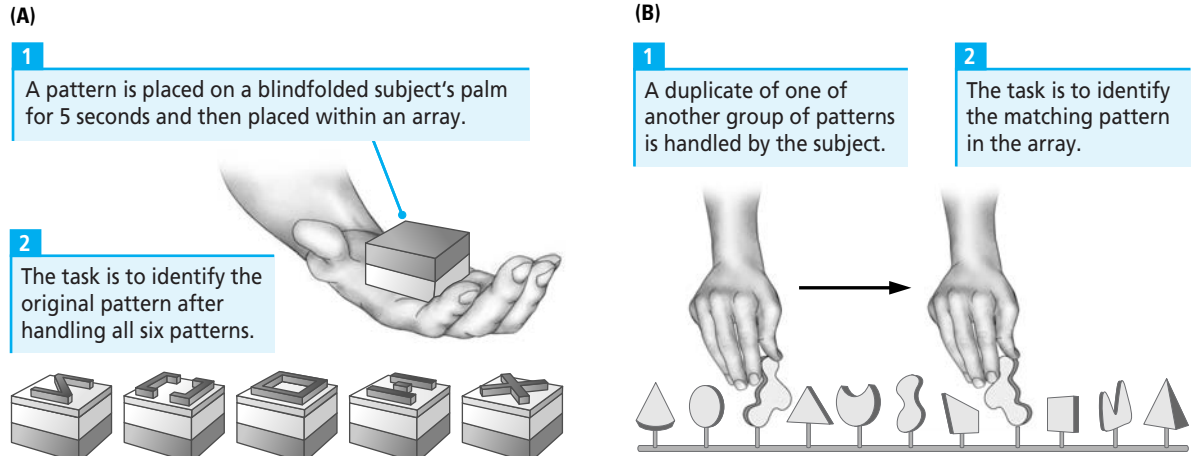 (A)
1
A pattern is placed on a blindfolded subject's palm
for 5 seconds and then placed within an array.
2
The task is to identify the
original pattern after
handling all six patterns.
(B)
1
A duplicate of one of
another group of patterns
is handled by the subject.
2
The task is to identify
the matching pattern
in the array.